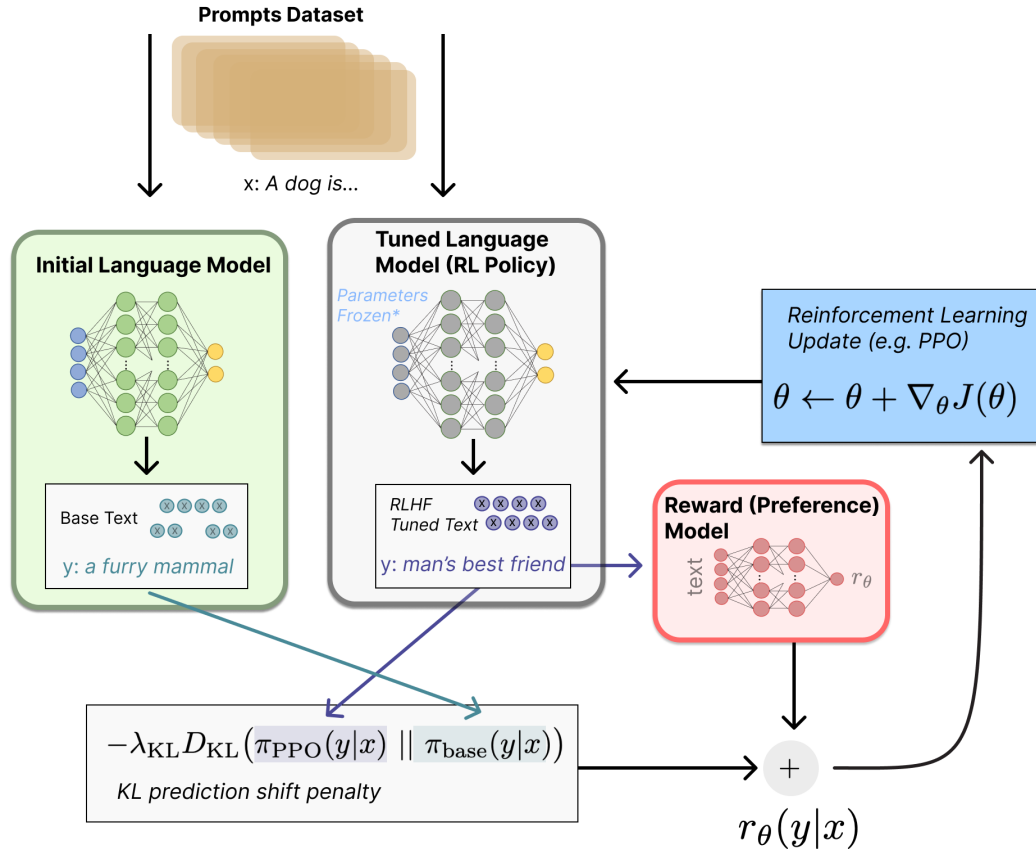 Prompts Dataset
x: A dog is...
Initial Language Model
Base Text
x x x x
x x x x
y: a furry mammal
Tuned Language
Model (RL Policy)
Parameters
Frozen*
RLHF
Tuned Text
x x x x
x x x x
y: man's best friend
Reinforcement Learning
Update (e.g. PPO)
θ ← θ + ∇θJ(θ)
Reward (Preference)
Model
text
rθ
−λKL DKL(πPPO(y|x) || πbase(y|x))
KL prediction shift penalty
+
rθ(y|x)